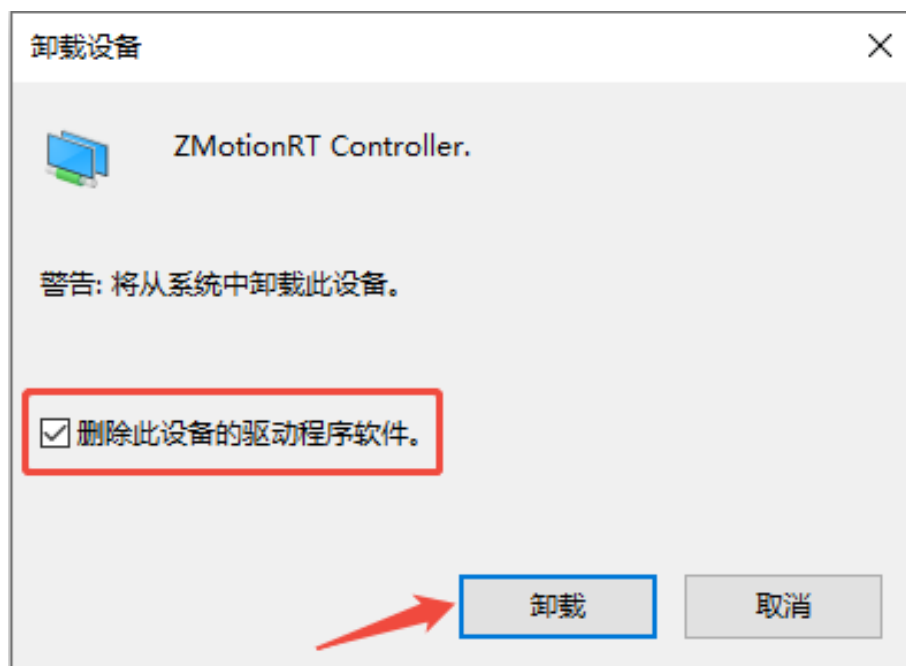 卸载设备
ZMotionRT Controller.
警告: 将从系统中卸载此设备。
删除此设备的驱动程序软件。
卸载
取消